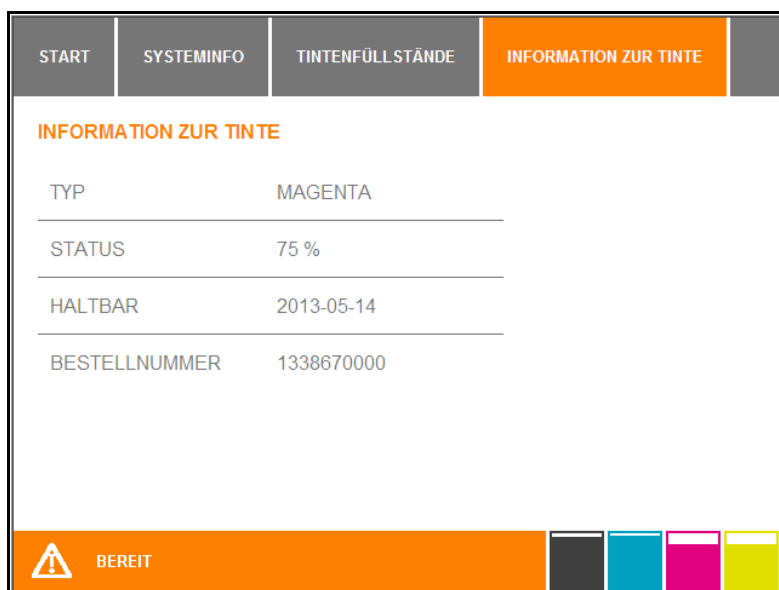 START SYSTEMINFO TINTENFÜLLSTÄNDE INFORMATION ZUR TINTE
INFORMATION ZUR TINTE
TYP MAGENTA
STATUS 75 %
HALTBAR 2013-05-14
BESTELLNUMMER 1338670000
BEREIT